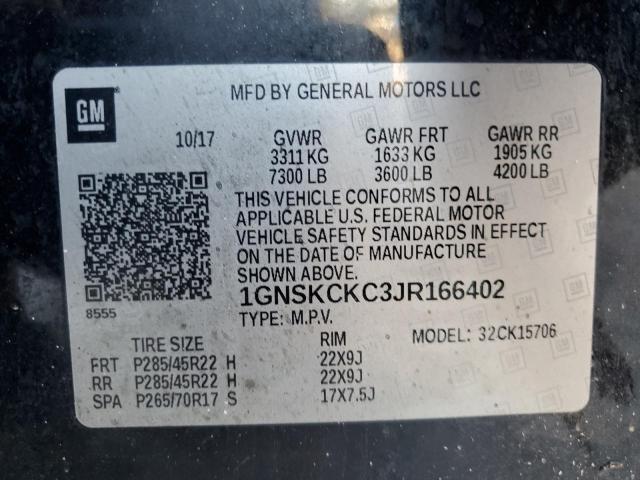 GM
MFD BY GENERAL MOTORS LLC
10/17 GVWR GAWR FRT GAWR RR
3311 KG 1633 KG 1905 KG
7300 LB 3600 LB 4200 LB
THIS VEHICLE CONFORMS TO ALL
APPLICABLE U.S. FEDERAL MOTOR
VEHICLE SAFETY STANDARDS IN EFFECT
ON THE DATE OF MANUFACTURE
SHOWN ABOVE.
8555
1GNSKCKC3JR166402
TYPE: M.P.V. MODEL: 32CK15706
TIRE SIZE RIM
FRT P285/45R22 H 22X9J
RR P285/45R22 H 22X9J
SPA P265/70R17 S 17X7.5J